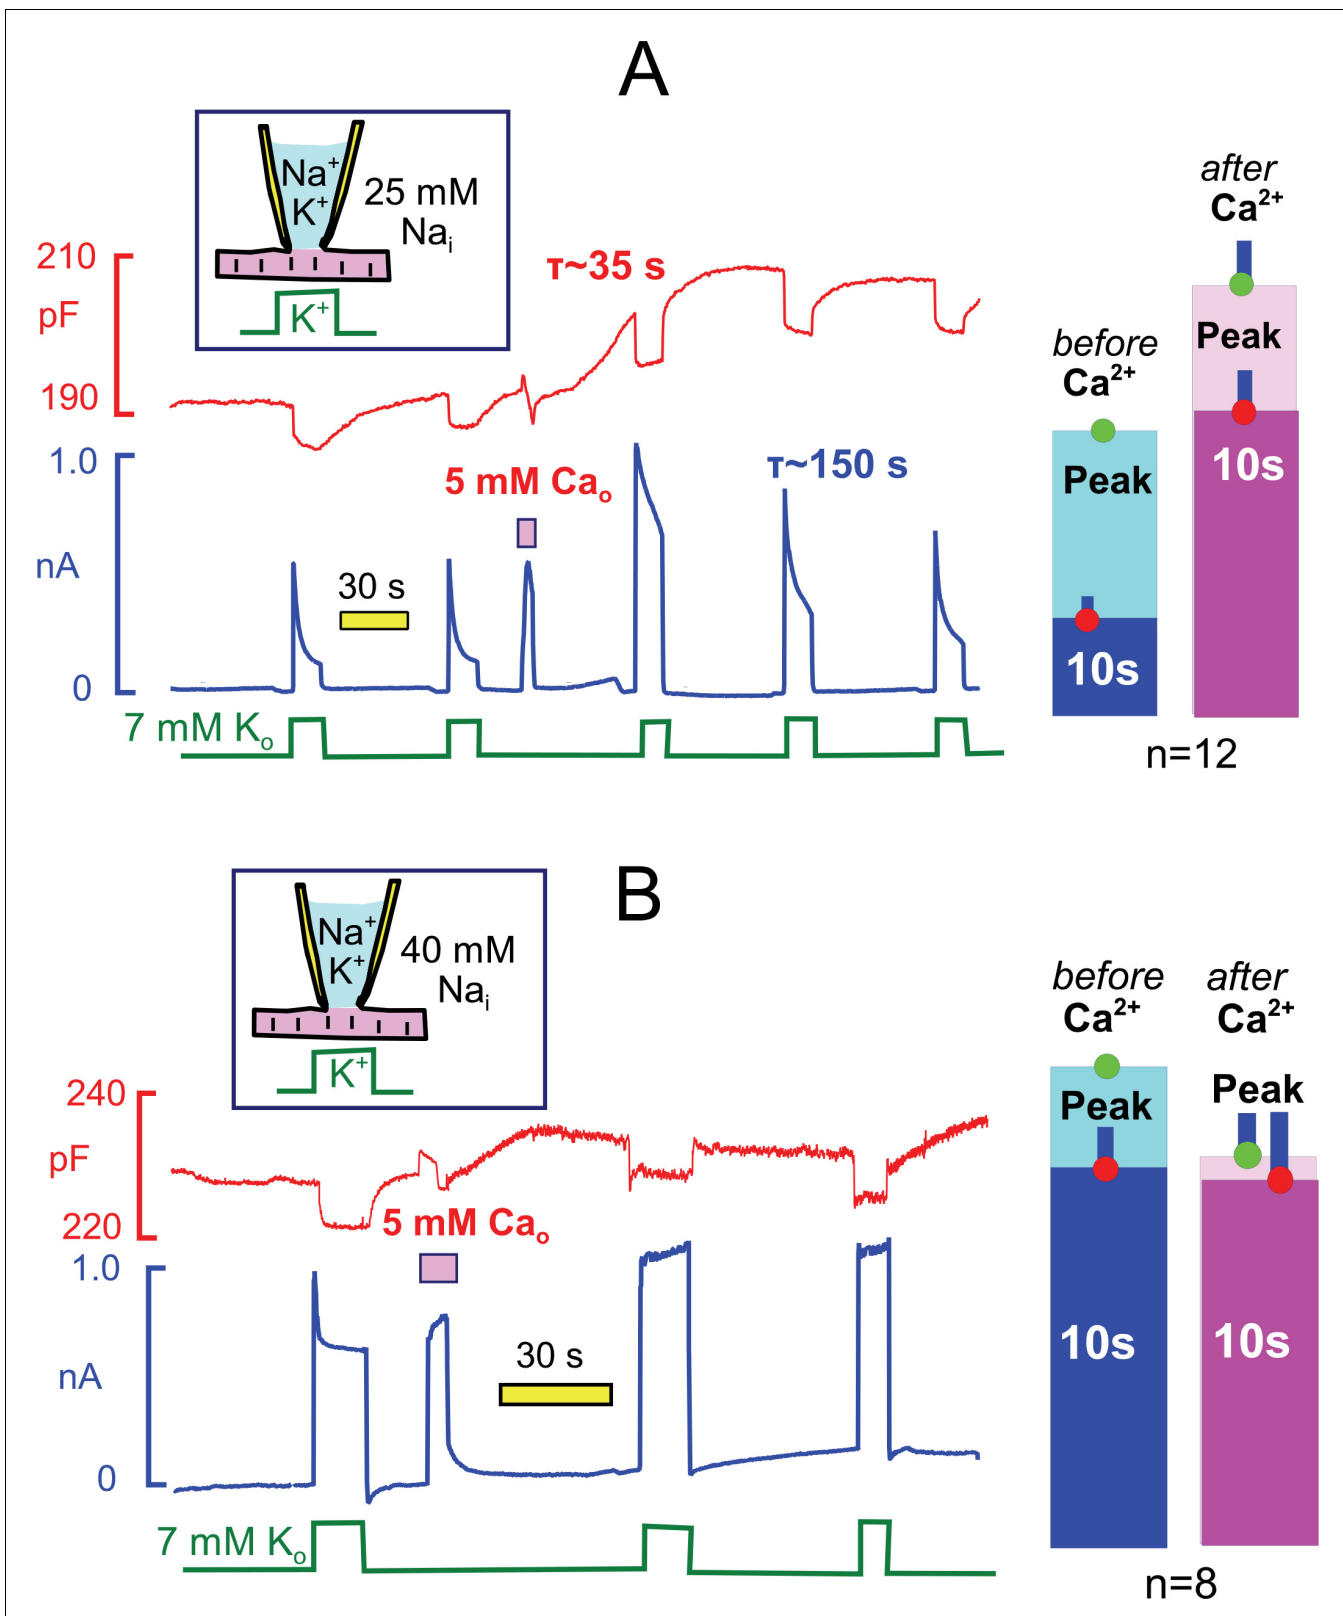 A
Na⁺
K⁺
25 mM
Naᵢ
K⁺
210
pF
190
τ~35 s
1.0
nA
0
5 mM Caₒ
τ~150 s
30 s
7 mM Kₒ
before
Ca²⁺
Peak
10s
after
Ca²⁺
Peak
10s
n=12
B
Na⁺
K⁺
40 mM
Naᵢ
K⁺
240
pF
220
5 mM Caₒ
1.0
nA
0
30 s
7 mM Kₒ
before
Ca²⁺
Peak
10s
after
Ca²⁺
Peak
10s
n=8